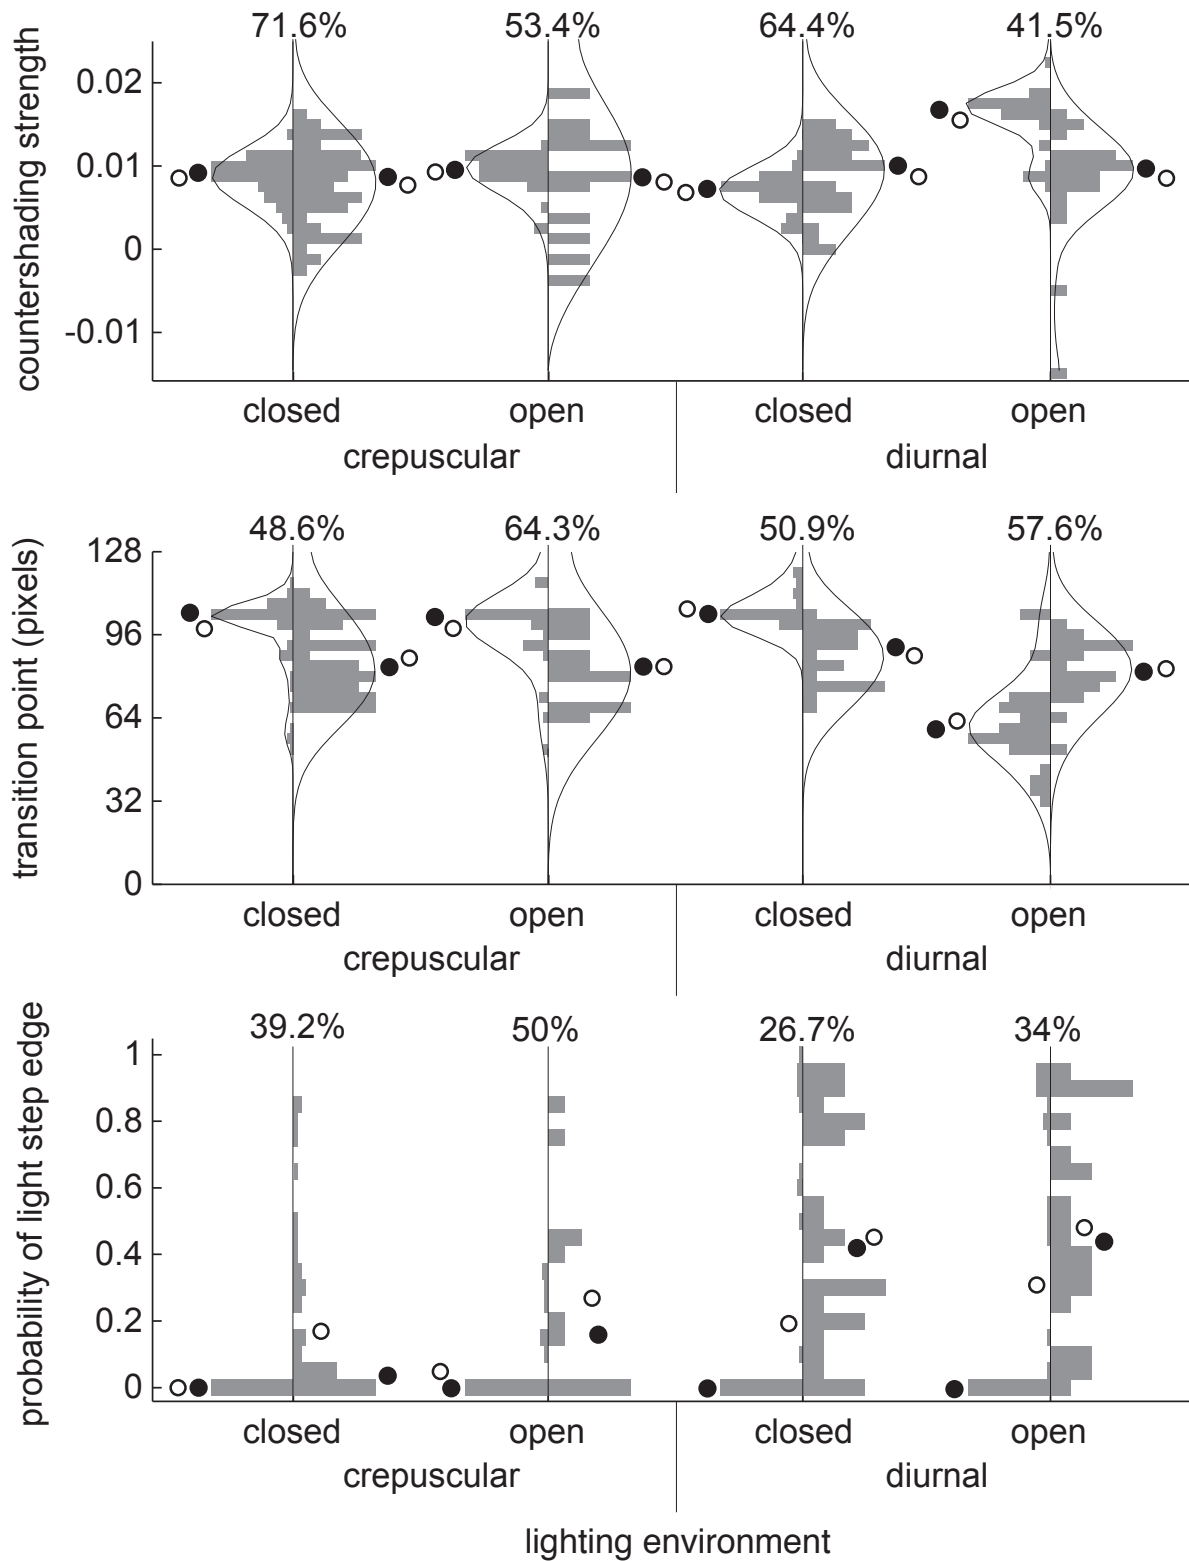 71.6% 53.4% 64.4% 41.5%
countershading strength
0.02
0.01
0
-0.01
closed open closed open
crepuscular diurnal
48.6% 64.3% 50.9% 57.6%
transition point (pixels)
128
96
64
32
0
closed open closed open
crepuscular diurnal
39.2% 50% 26.7% 34%
probability of light step edge
1
0.8
0.6
0.4
0.2
0
closed open closed open
crepuscular diurnal
lighting environment